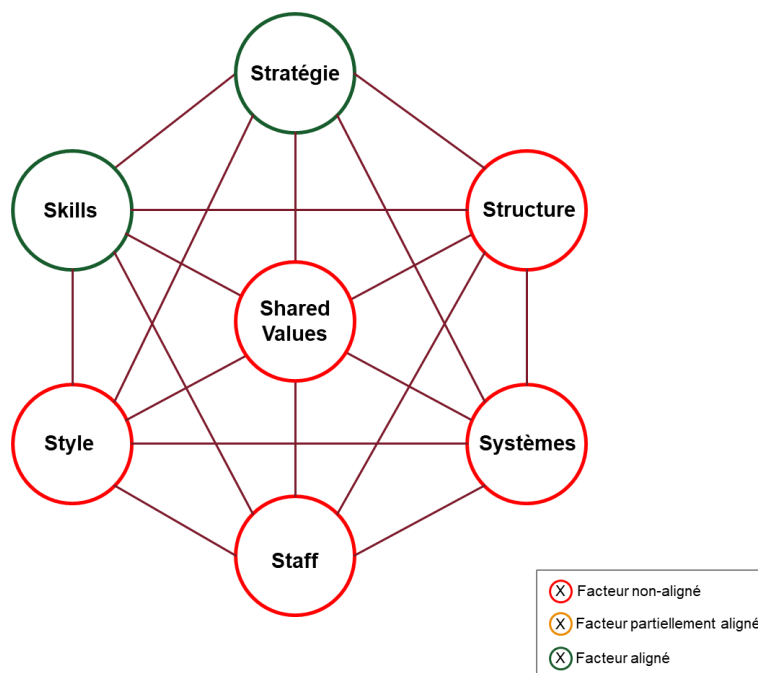 Stratégie
Skills
Structure
Shared
Values
Style
Systèmes
Staff
X Facteur non-aligné
X Facteur partiellement aligné
X Facteur aligné